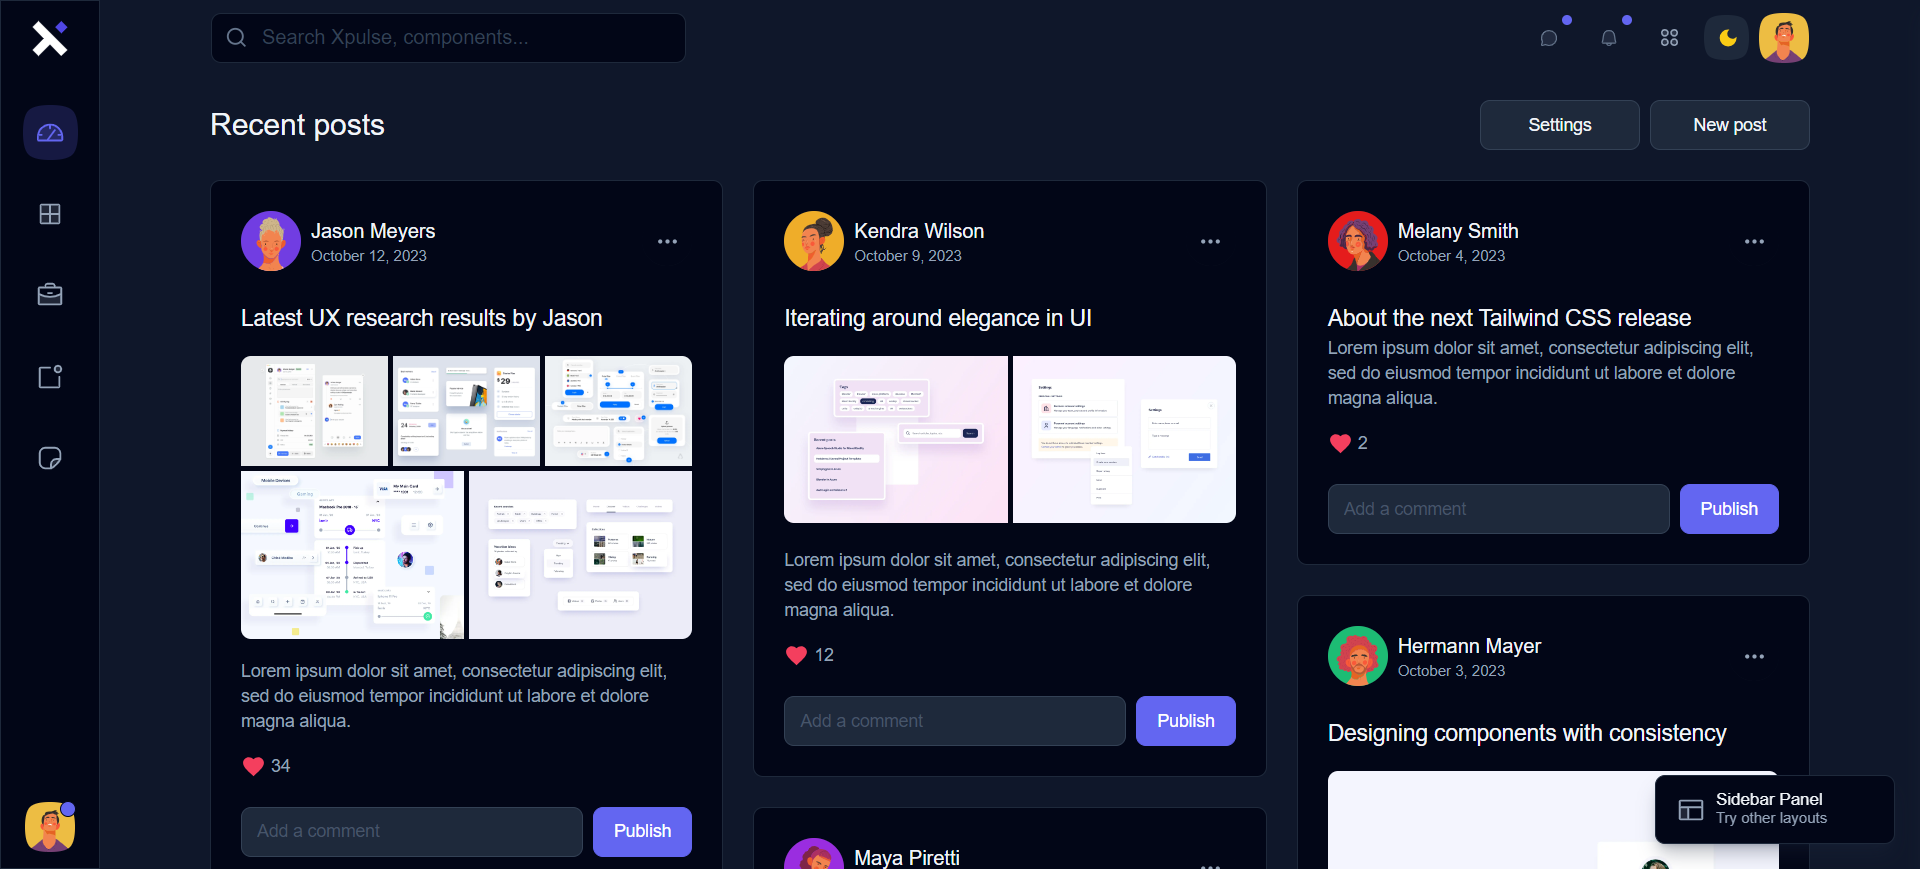 Search Xpulse, components...
Recent posts
Settings
New post
Jason Meyers
October 12, 2023
Latest UX research results by Jason
$29
24
Lorem ipsum dolor sit amet, consectetur adipiscing elit,
sed do eiusmod tempor incididunt ut labore et dolore
magna aliqua.
34
Add a comment
Publish
Kendra Wilson
October 9, 2023
Iterating around elegance in UI
Tags
Settings
Settings
Lorem ipsum dolor sit amet, consectetur adipiscing elit,
sed do eiusmod tempor incididunt ut labore et dolore
magna aliqua.
12
Add a comment
Publish
Maya Piretti
Melany Smith
October 4, 2023
About the next Tailwind CSS release
Lorem ipsum dolor sit amet, consectetur adipiscing elit,
sed do eiusmod tempor incididunt ut labore et dolore
magna aliqua.
2
Add a comment
Publish
Hermann Mayer
October 3, 2023
Designing components with consistency
Sidebar Panel
Try other layouts